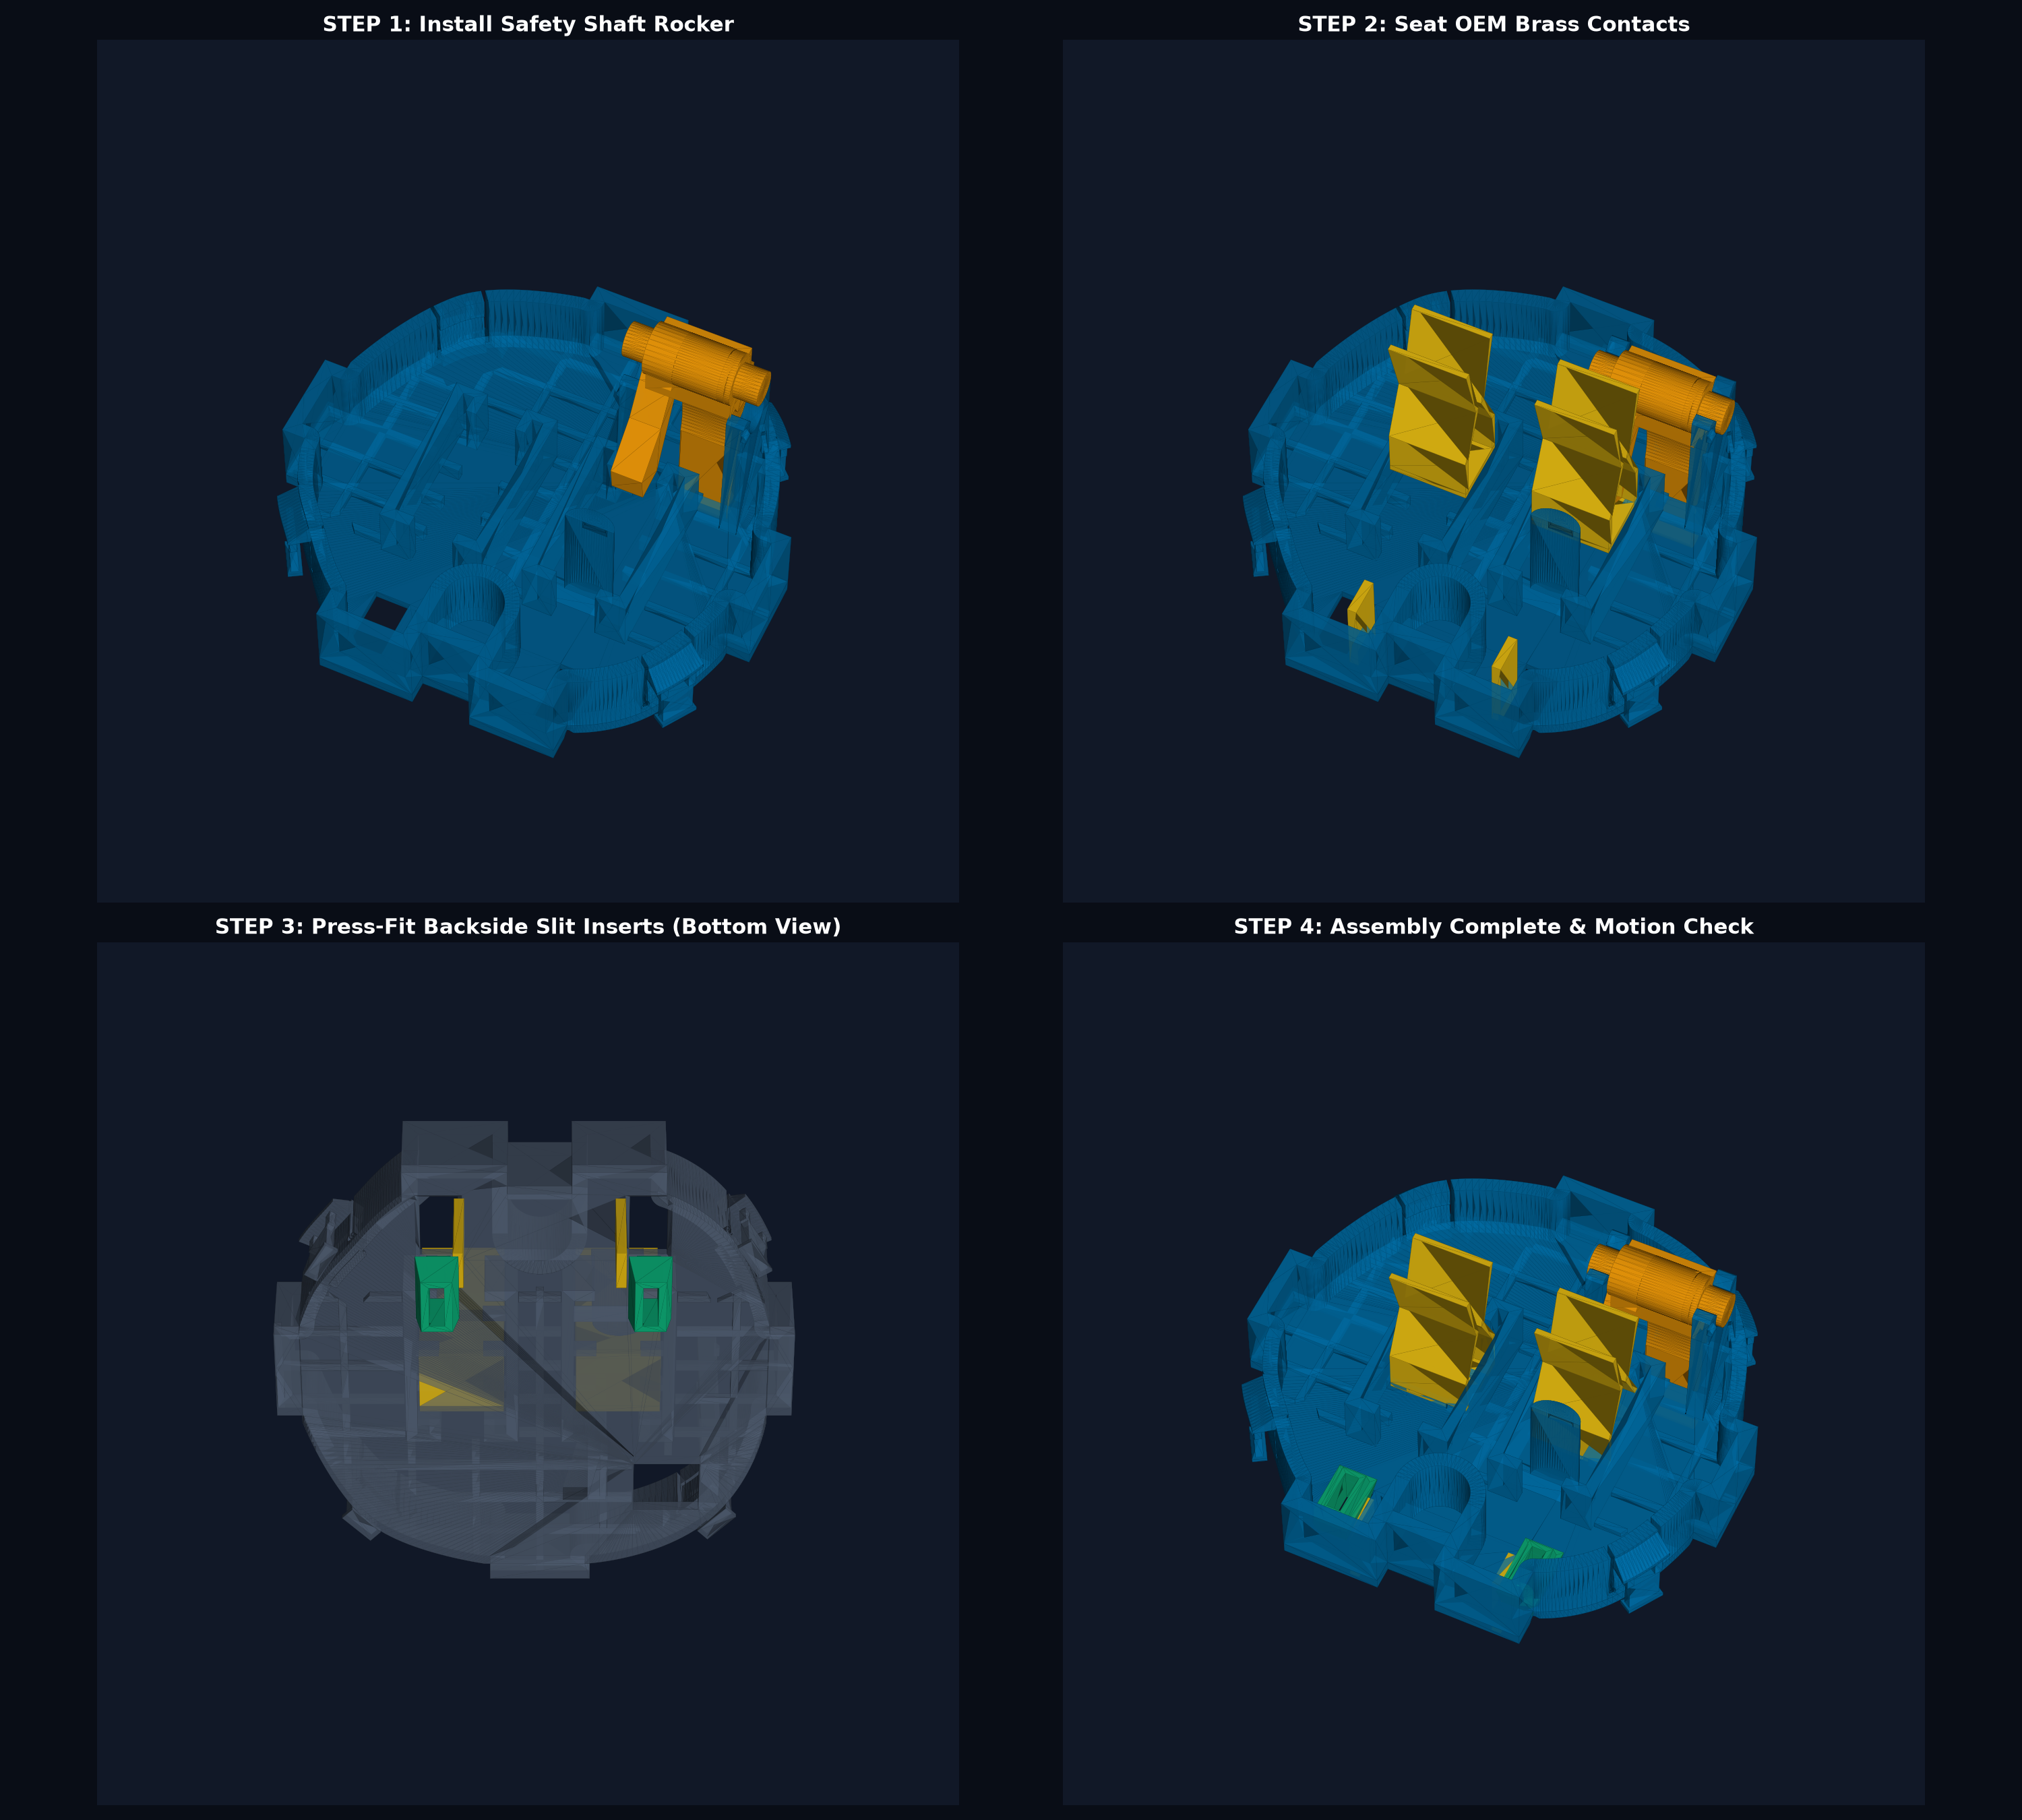 STEP 1: Install Safety Shaft Rocker
STEP 2: Seat OEM Brass Contacts
STEP 3: Press-Fit Backside Slit Inserts (Bottom View)
STEP 4: Assembly Complete & Motion Check